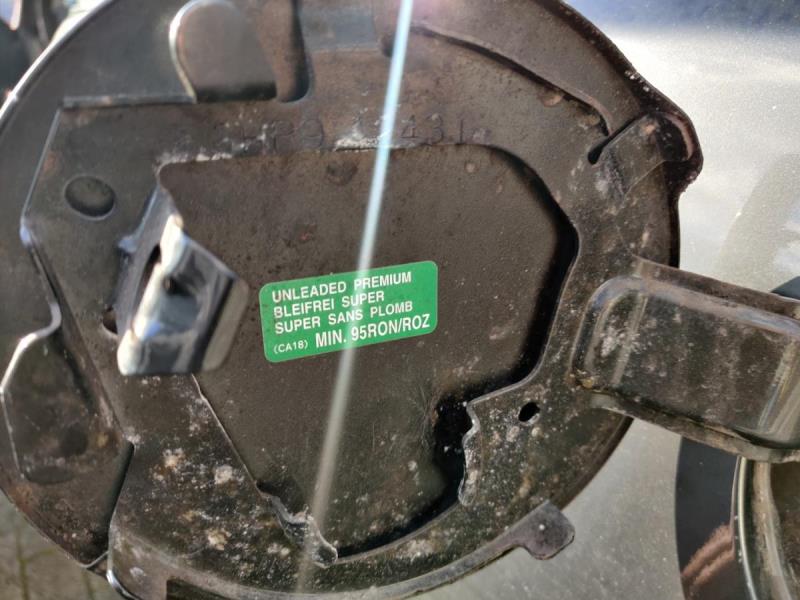 UNLEADED PREMIUM
BLEIFREI SUPER
SUPER SANS PLOMB
(CA18) MIN. 95RON/ROZ